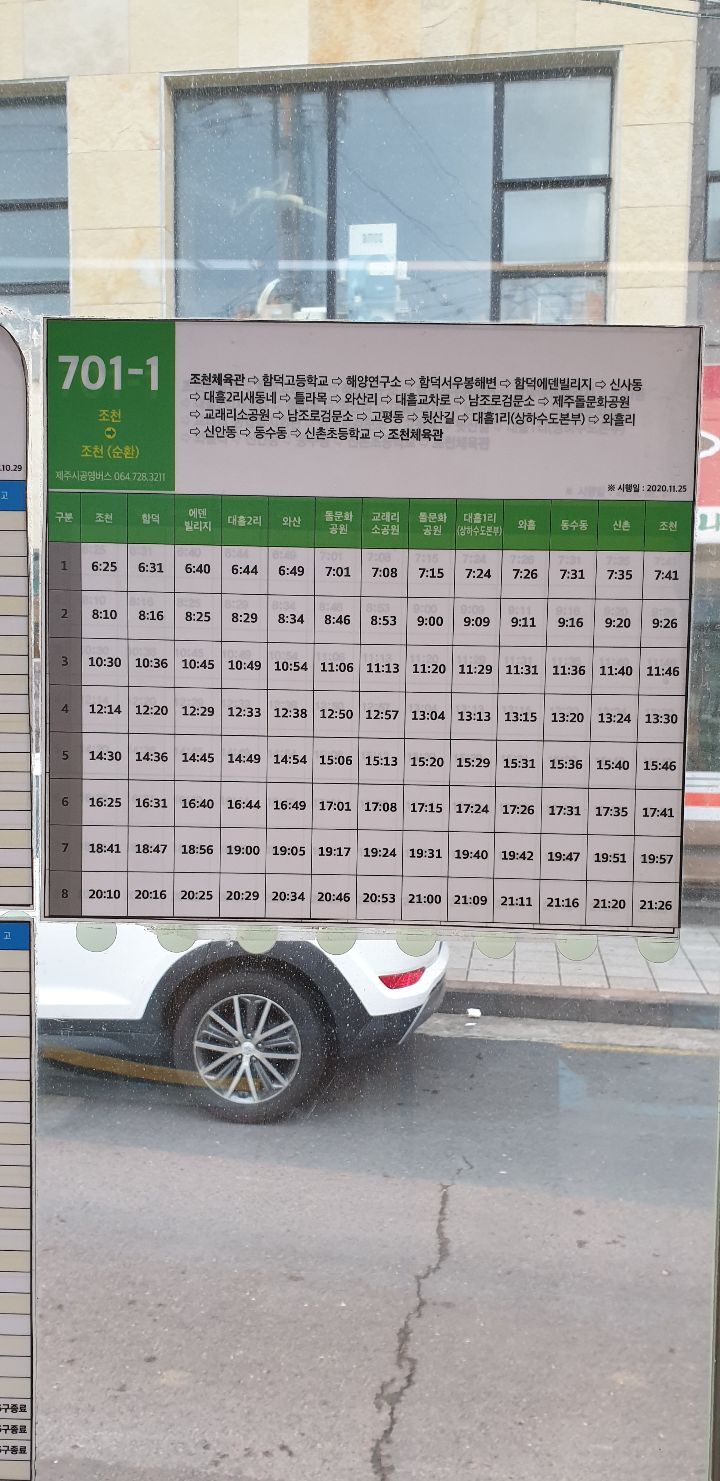 701-1
조천
조천 (순환)
제주시공영버스 064.728.3211
조천체육관 ⇨ 함덕고등학교 ⇨ 해양연구소 ⇨ 함덕서우봉해변 ⇨ 함덕에덴빌리지 ⇨ 신사동
⇨ 대흘2리새동네 ⇨ 틀라목 ⇨ 와산리 ⇨ 대흘교차로 ⇨ 남조로검문소 ⇨ 제주돌문화공원
⇨ 교래리소공원 ⇨ 남조로검문소 ⇨ 고평동 ⇨ 뒷산길 ⇨ 대흘1리(상하수도본부) ⇨ 와흘리
⇨ 신안동 ⇨ 동수동 ⇨ 신촌초등학교 ⇨ 조천체육관
※ 시행일 : 2020.11.25
구분 조천 함덕 에덴빌리지 대흘2리 와산 돌문화공원 교래리소공원 돌문화공원 대흘1리(상하수도본부) 와흘 동수동 신촌 조천
1 6:25 6:31 6:40 6:44 6:49 7:01 7:08 7:15 7:24 7:26 7:31 7:35 7:41
2 8:10 8:16 8:25 8:29 8:34 8:46 8:53 9:00 9:09 9:11 9:16 9:20 9:26
3 10:30 10:36 10:45 10:49 10:54 11:06 11:13 11:20 11:29 11:31 11:36 11:40 11:46
4 12:14 12:20 12:29 12:33 12:38 12:50 12:57 13:04 13:13 13:15 13:20 13:24 13:30
5 14:30 14:36 14:45 14:49 14:54 15:06 15:13 15:20 15:29 15:31 15:36 15:40 15:46
6 16:25 16:31 16:40 16:44 16:49 17:01 17:08 17:15 17:24 17:26 17:31 17:35 17:41
7 18:41 18:47 18:56 19:00 19:05 19:17 19:24 19:31 19:40 19:42 19:47 19:51 19:57
8 20:10 20:16 20:25 20:29 20:34 20:46 20:53 21:00 21:09 21:11 21:16 21:20 21:26
.10.29
고
고
구종료
구종료
구종료